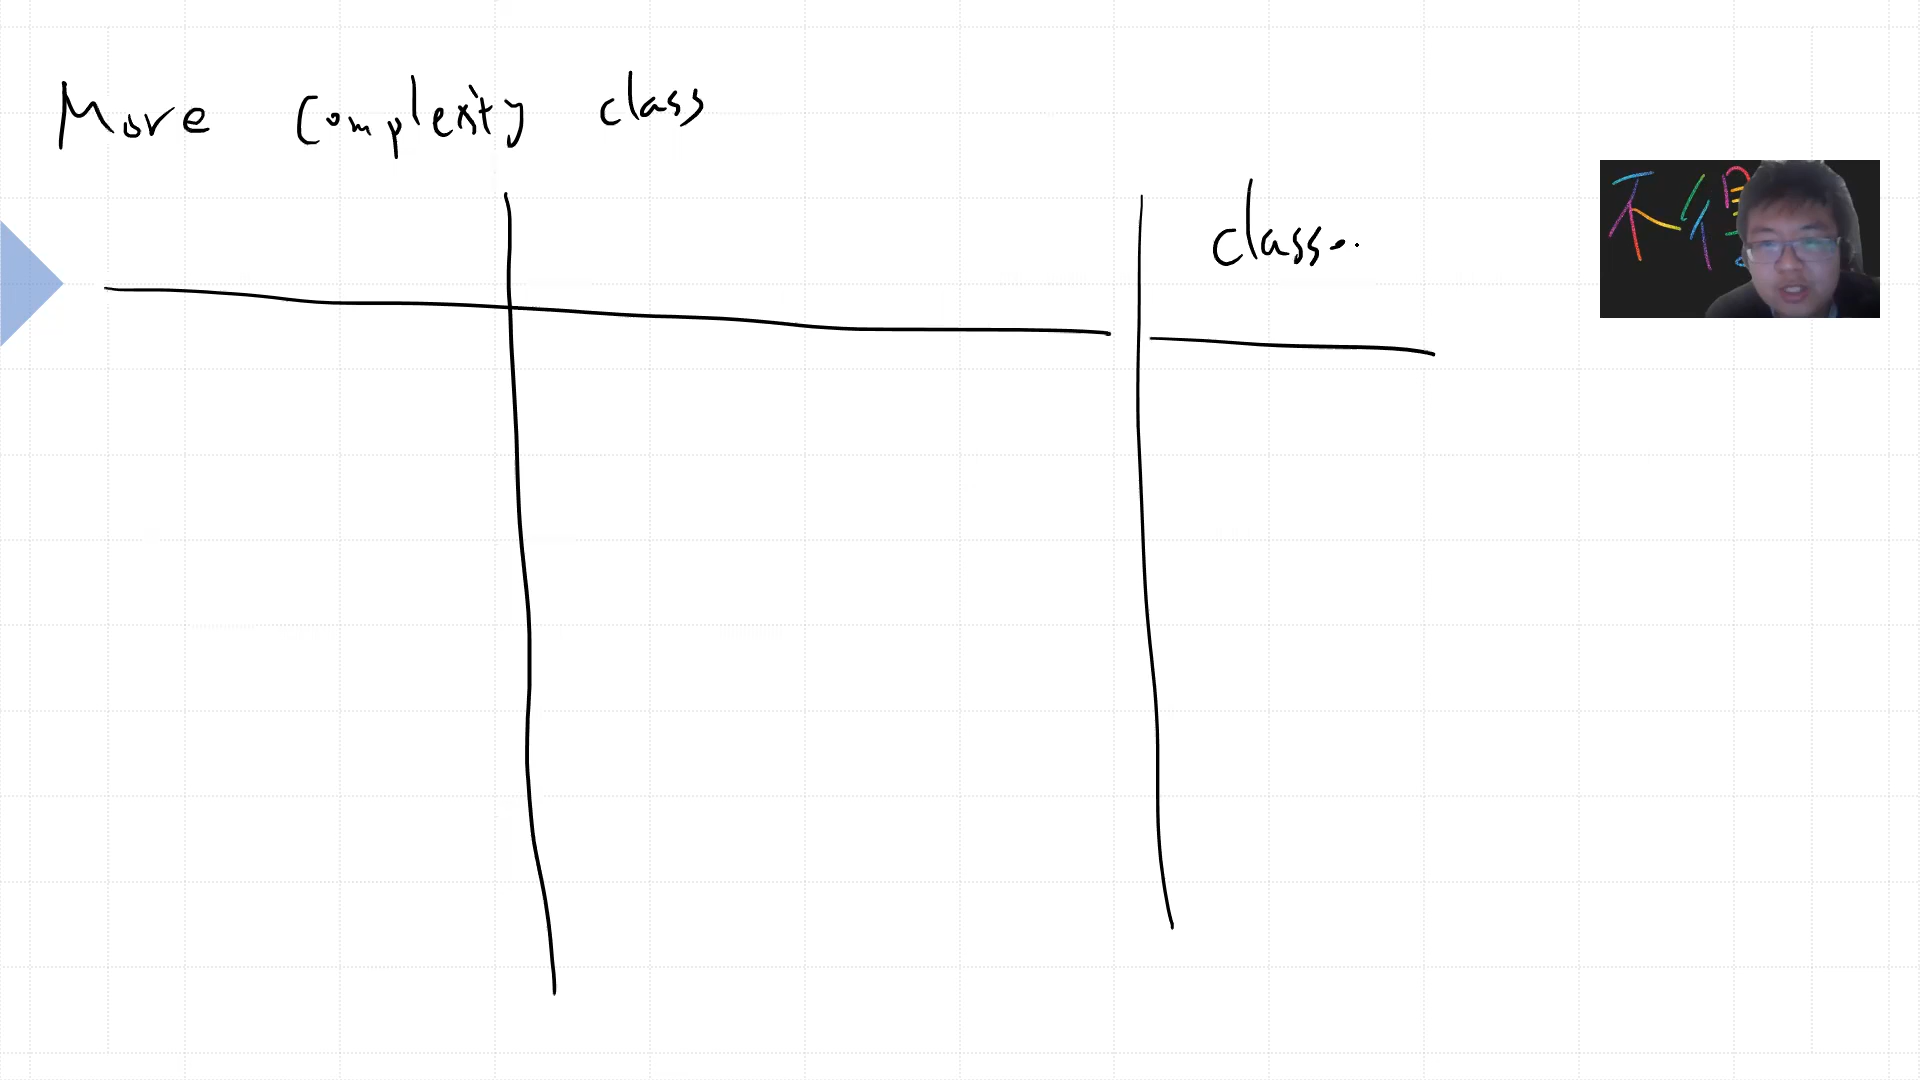 More complexity class
class..
不得